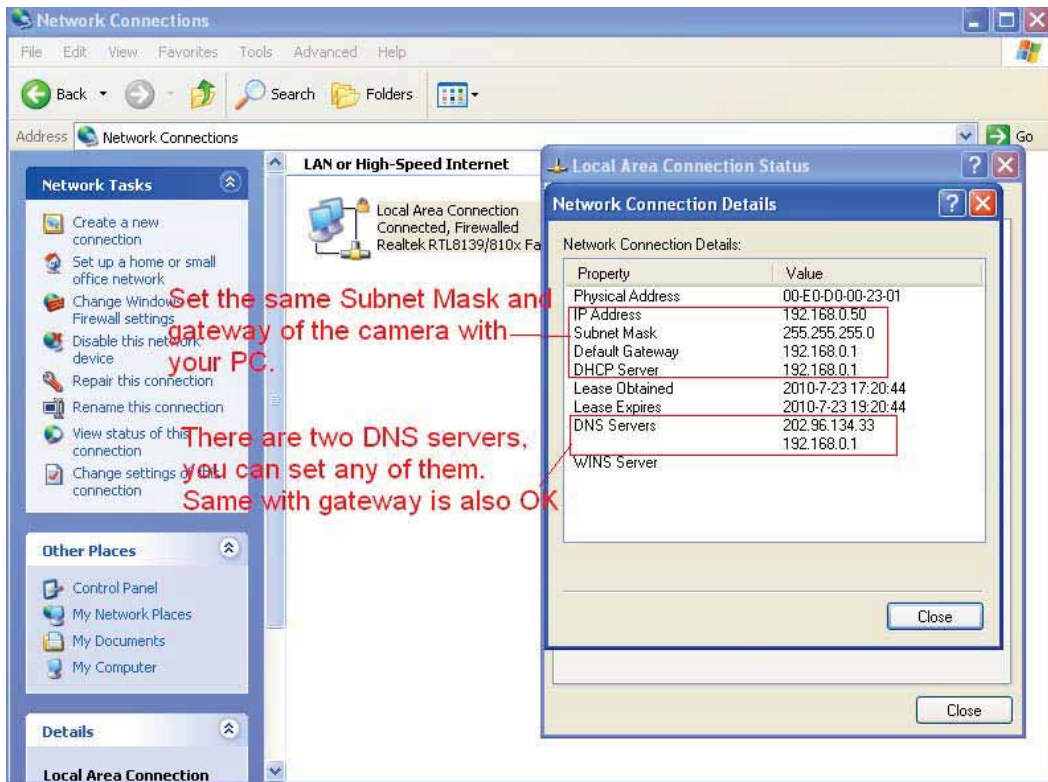 Network Connections
File Edit View Favorites Tools Advanced Help
Back Search Folders
Address Network Connections Go
Network Tasks
Create a new
connection
Set up a home or small
office network
Change Windows
Firewall settings
Disable this network
device
Repair this connection
Rename this connection
View status of this
connection
Change settings of this
connection
Other Places
Control Panel
My Network Places
My Documents
My Computer
Details
Local Area Connection
LAN or High-Speed Internet
Local Area Connection
Connected, Firewalled
Realtek RTL8139/810x Fa
Set the same Subnet Mask and
gateway of the camera with
your PC.
There are two DNS servers,
you can set any of them.
Same with gateway is also OK
Local Area Connection Status
Network Connection Details
Network Connection Details:
Property Value
Physical Address 00-E0-D0-00-23-01
IP Address 192.168.0.50
Subnet Mask 255.255.255.0
Default Gateway 192.168.0.1
DHCP Server 192.168.0.1
Lease Obtained 2010-7-23 17:20:44
Lease Expires 2010-7-23 19:20:44
DNS Servers 202.96.134.33
192.168.0.1
WINS Server
Close
Close